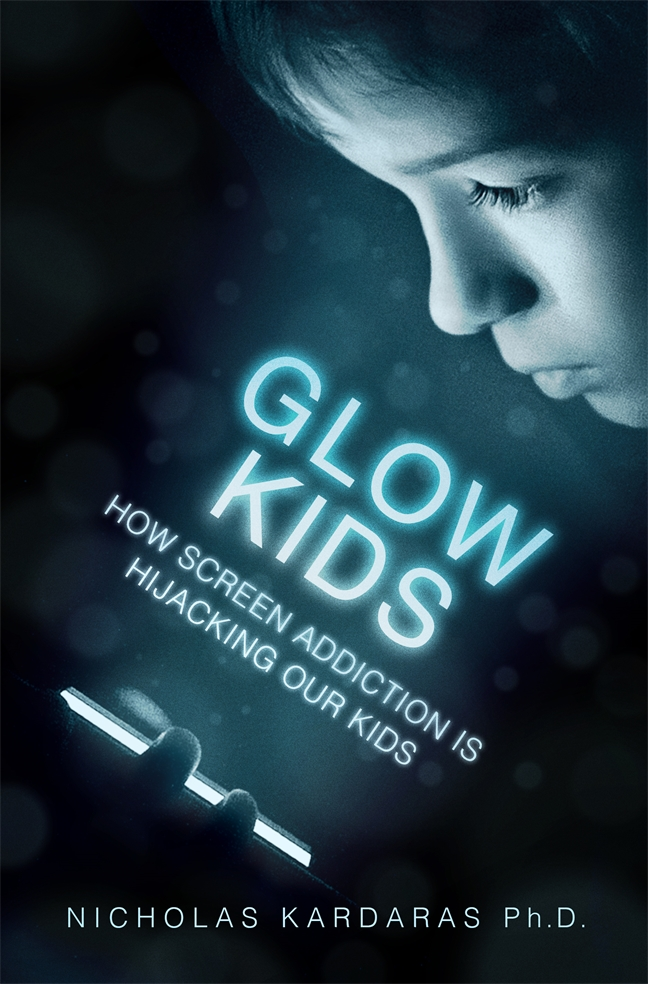 GLOW
KIDS
HOW SCREEN ADDICTION IS
HIJACKING OUR KIDS
NICHOLAS KARDARAS Ph.D.